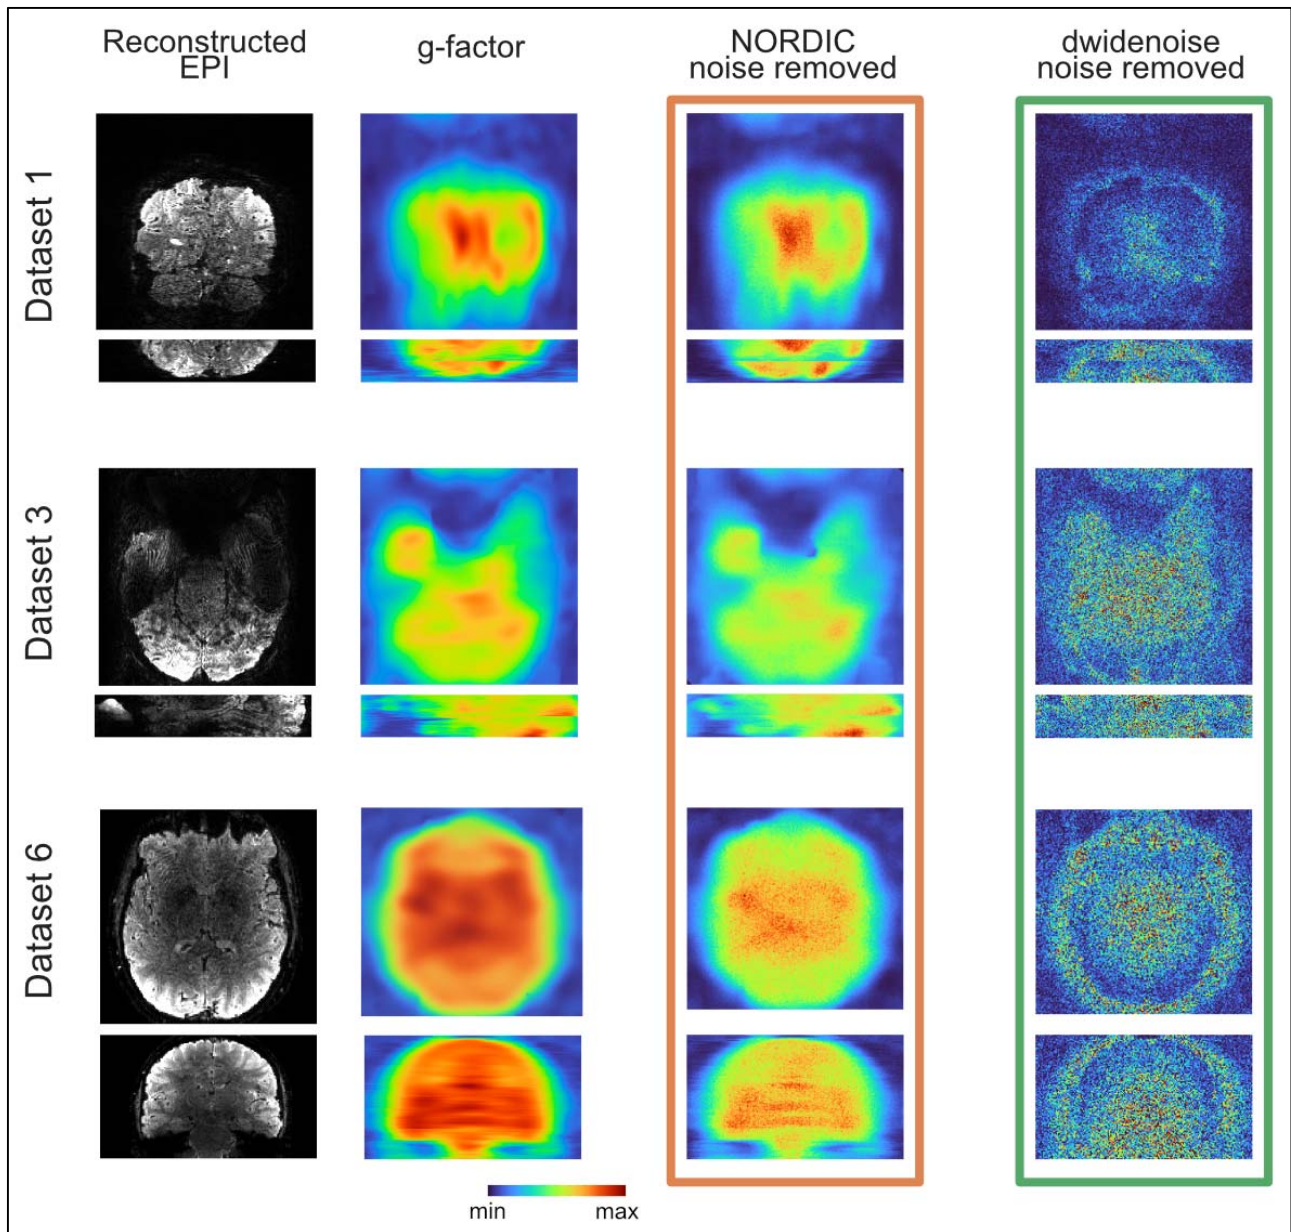 Reconstructed
EPI
g-factor
NORDIC
noise removed
dwidenoise
noise removed
Dataset 1
Dataset 3
Dataset 6
min
max